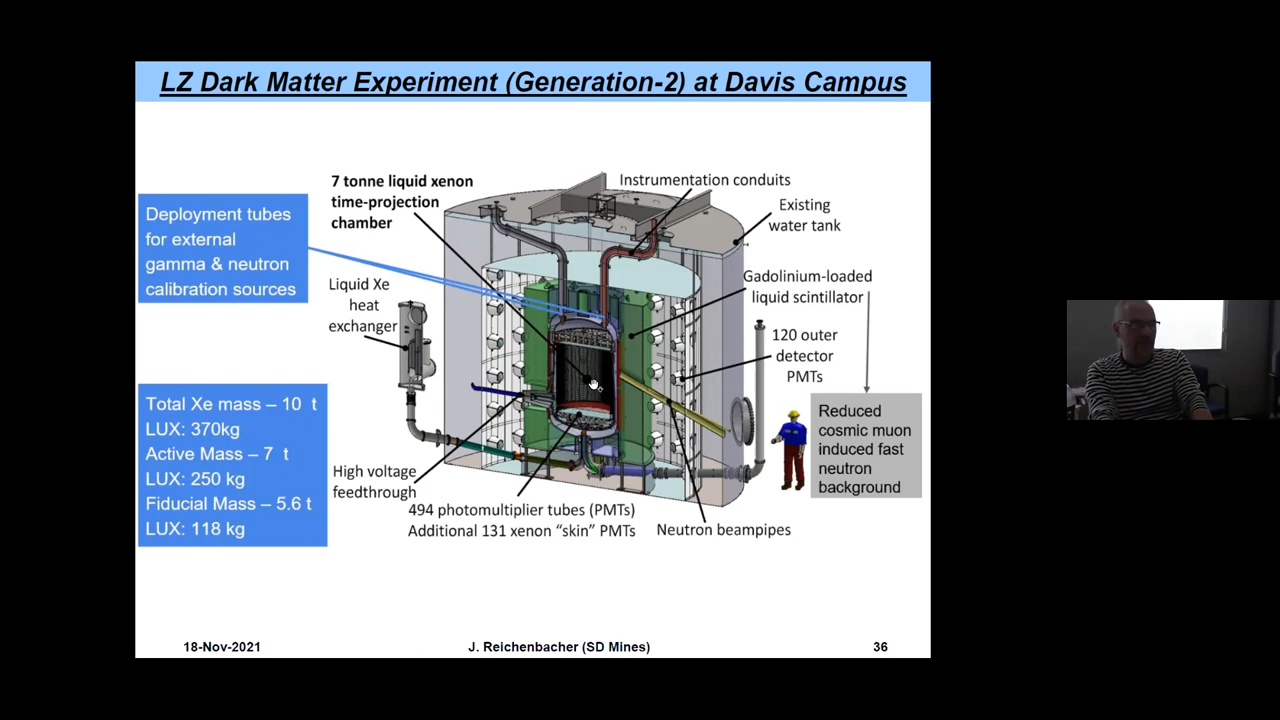 LZ Dark Matter Experiment (Generation-2) at Davis Campus
Deployment tubes
for external
gamma & neutron
calibration sources
7 tonne liquid xenon
time-projection
chamber
Instrumentation conduits
Existing
water tank
Liquid Xe
heat
exchanger
Gadolinium-loaded
liquid scintillator
120 outer
detector
PMTs
Total Xe mass – 10 t
LUX: 370kg
Active Mass – 7 t
LUX: 250 kg
Fiducial Mass – 5.6 t
LUX: 118 kg
Reduced
cosmic muon
induced fast
neutron
background
High voltage
feedthrough
494 photomultiplier tubes (PMTs)
Additional 131 xenon “skin” PMTs
Neutron beampipes
18-Nov-2021
J. Reichenbacher (SD Mines)
36